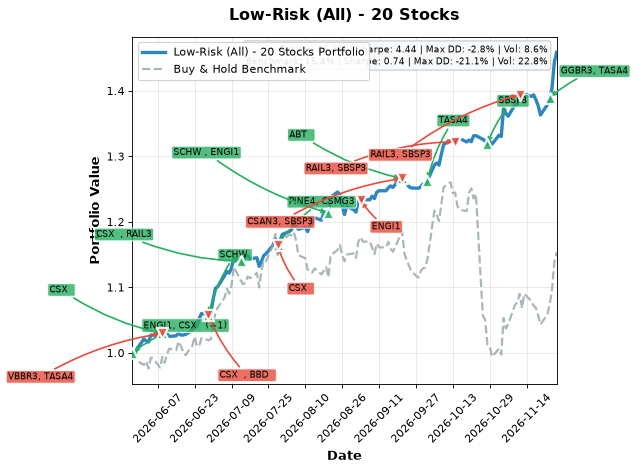 Low-Risk (All) - 20 Stocks
Low-Risk (All) - 20 Stocks Portfolio
Buy & Hold Benchmark
4.44 | Max DD: -2.8% | Vol: 8.6%
| Sharpe: 0.74 | Max DD: -21.1% | Vol: 22.8%
GGBR3, TASA4
SBSP3
TASA4
ABT
RAIL3, SBSP3
SCHW , ENGI1
RAIL3, SBSP3
PINE4, CSMG3
CSAN3, SBSP3
ENGI1
CSX , RAIL3
SCHW
CSX
CSX
ENGI1, CSX (+1)
VBBR3, TASA4
CSX , BBD
1.4
1.3
1.2
1.1
1.0
Portfolio Value
2026-06-07
2026-06-23
2026-07-09
2026-07-25
2026-08-10
2026-08-26
2026-09-11
2026-09-27
2026-10-13
2026-10-29
2026-11-14
Date